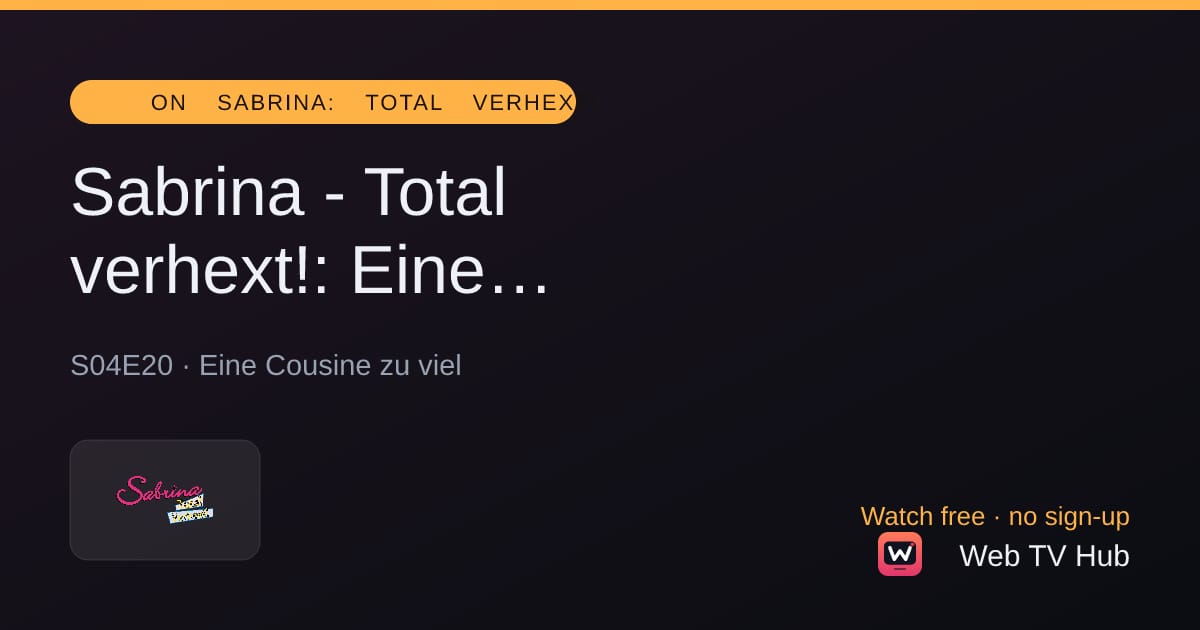 ON SABRINA: TOTAL VERHEX
Sabrina - Total
verhext!: Eine…
S04E20 · Eine Cousine zu viel
Sabrina
Watch free · no sign-up
W
Web TV Hub